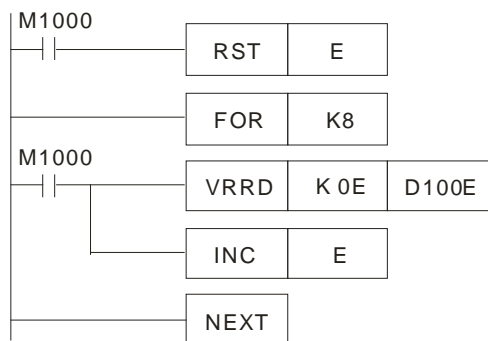 M1000
RST E
FOR K8
M1000
VRRD K 0E D100E
INC E
NEXT